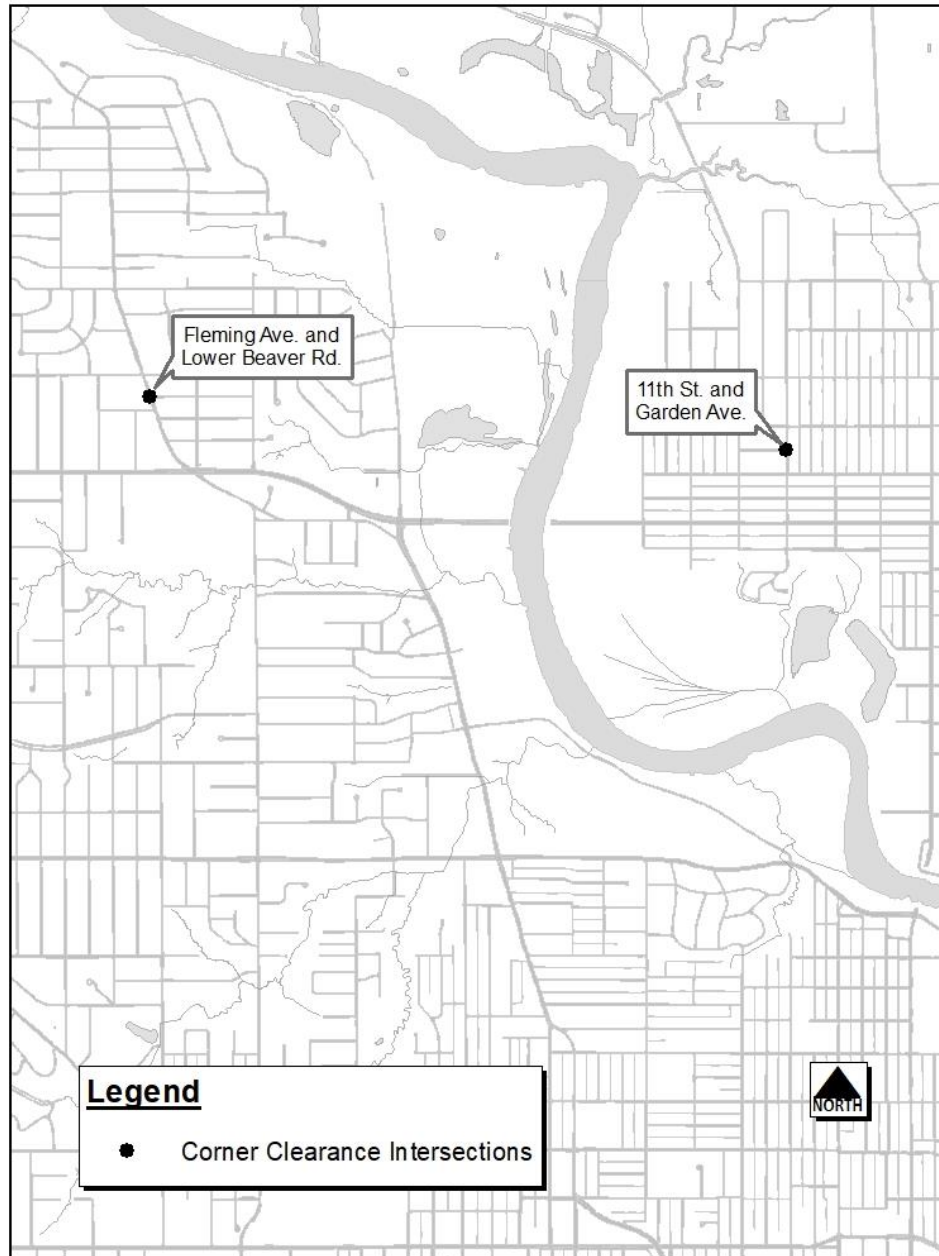 Fleming Ave. and
Lower Beaver Rd.
11th St. and
Garden Ave.
NORTH
Legend
Corner Clearance Intersections